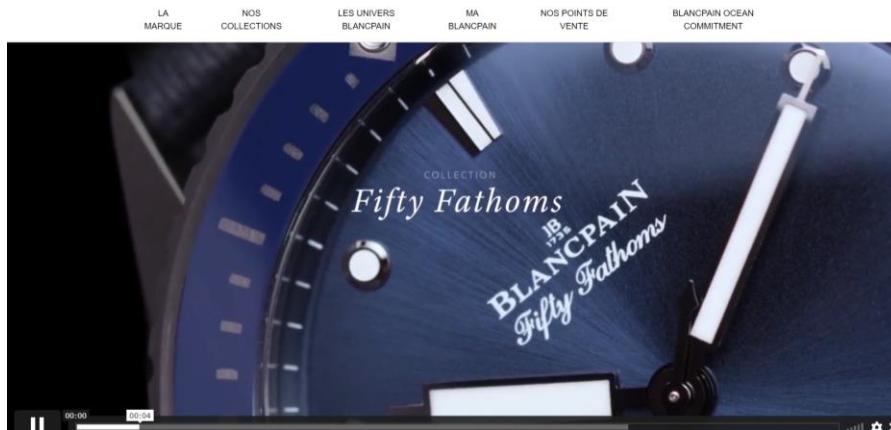 LA
MARQUE
NOS
COLLECTIONS
LES UNIVERS
BLANCPAIN
MA
BLANCPAIN
NOS POINTS DE
VENTE
BLANCPAIN OCEAN
COMMITMENT
COLLECTION
Fifty Fathoms
JB
1735
BLANCPAIN
Fifty Fathoms
00:00
00:04